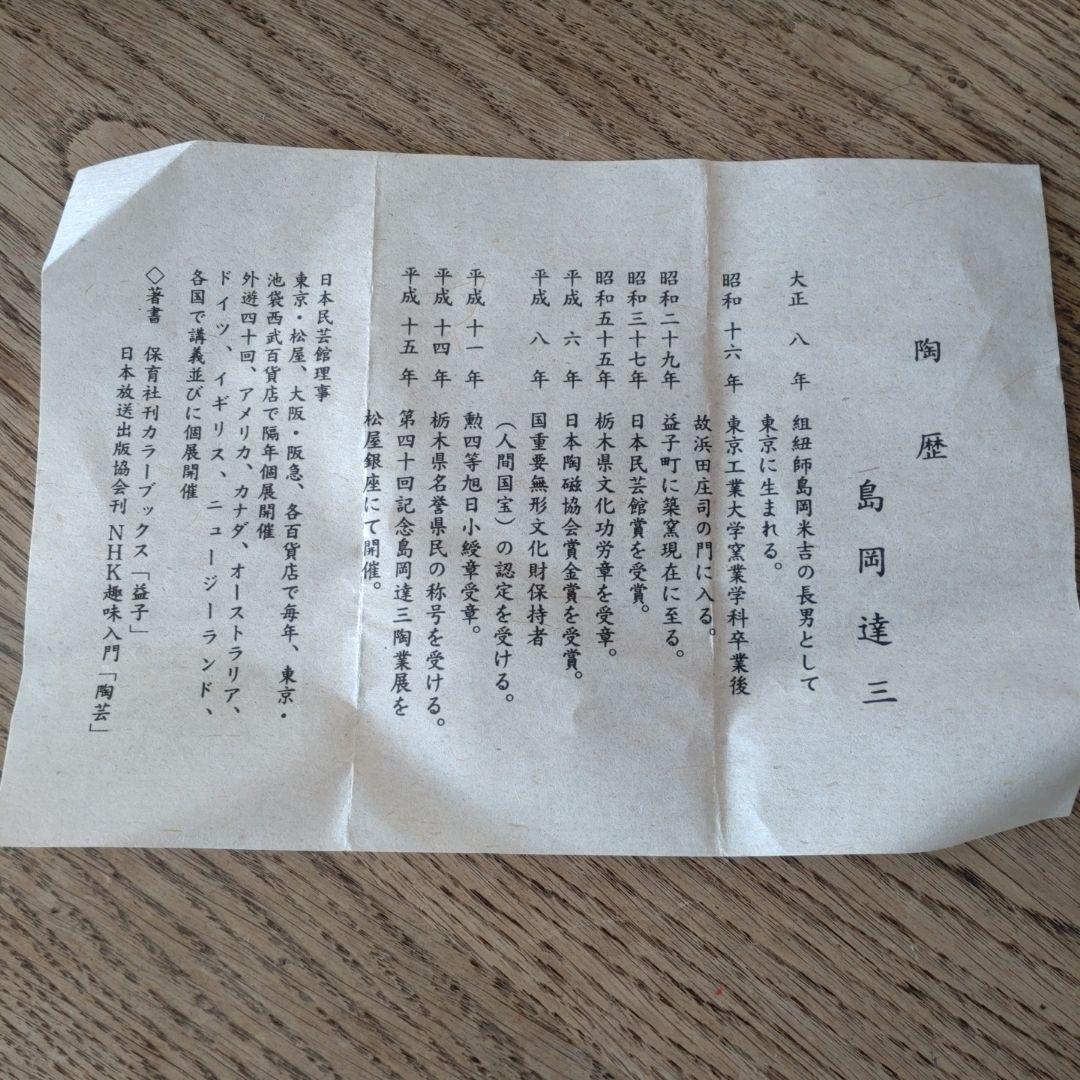 陶歴
島岡達三
大正八年 組紐師島岡米吉の長男として
東京に生まれる。
昭和十六年 東京工業大学窯業学科卒業後
故浜田庄司の門に入る。
昭和二十九年 益子町に築窯現在に至る。
昭和三十七年 日本民芸館賞を受賞。
昭和五十五年 栃木県文化功労章を受章。
平成六年 日本陶磁協会賞金賞を受賞。
平成八年 国重要無形文化財保持者
（人間国宝）の認定を受ける。
平成十一年 勲四等旭日小綬章受章。
平成十四年 栃木県名誉県民の称号を受ける。
平成十五年 第四十回記念島岡達三陶業展を
松屋銀座にて開催。
日本民芸館理事
東京・松屋、大阪・阪急、各百貨店で毎年、東京・
池袋西武百貨店で隔年個展開催
外遊四十回、アメリカ、カナダ、オーストラリア、
ドイツ、イギリス、ニュージーランド、
各国で講義並びに個展開催
◇著書 保育社刊カラーブックス「益子」
日本放送出版協会刊 NHK趣味入門「陶芸」